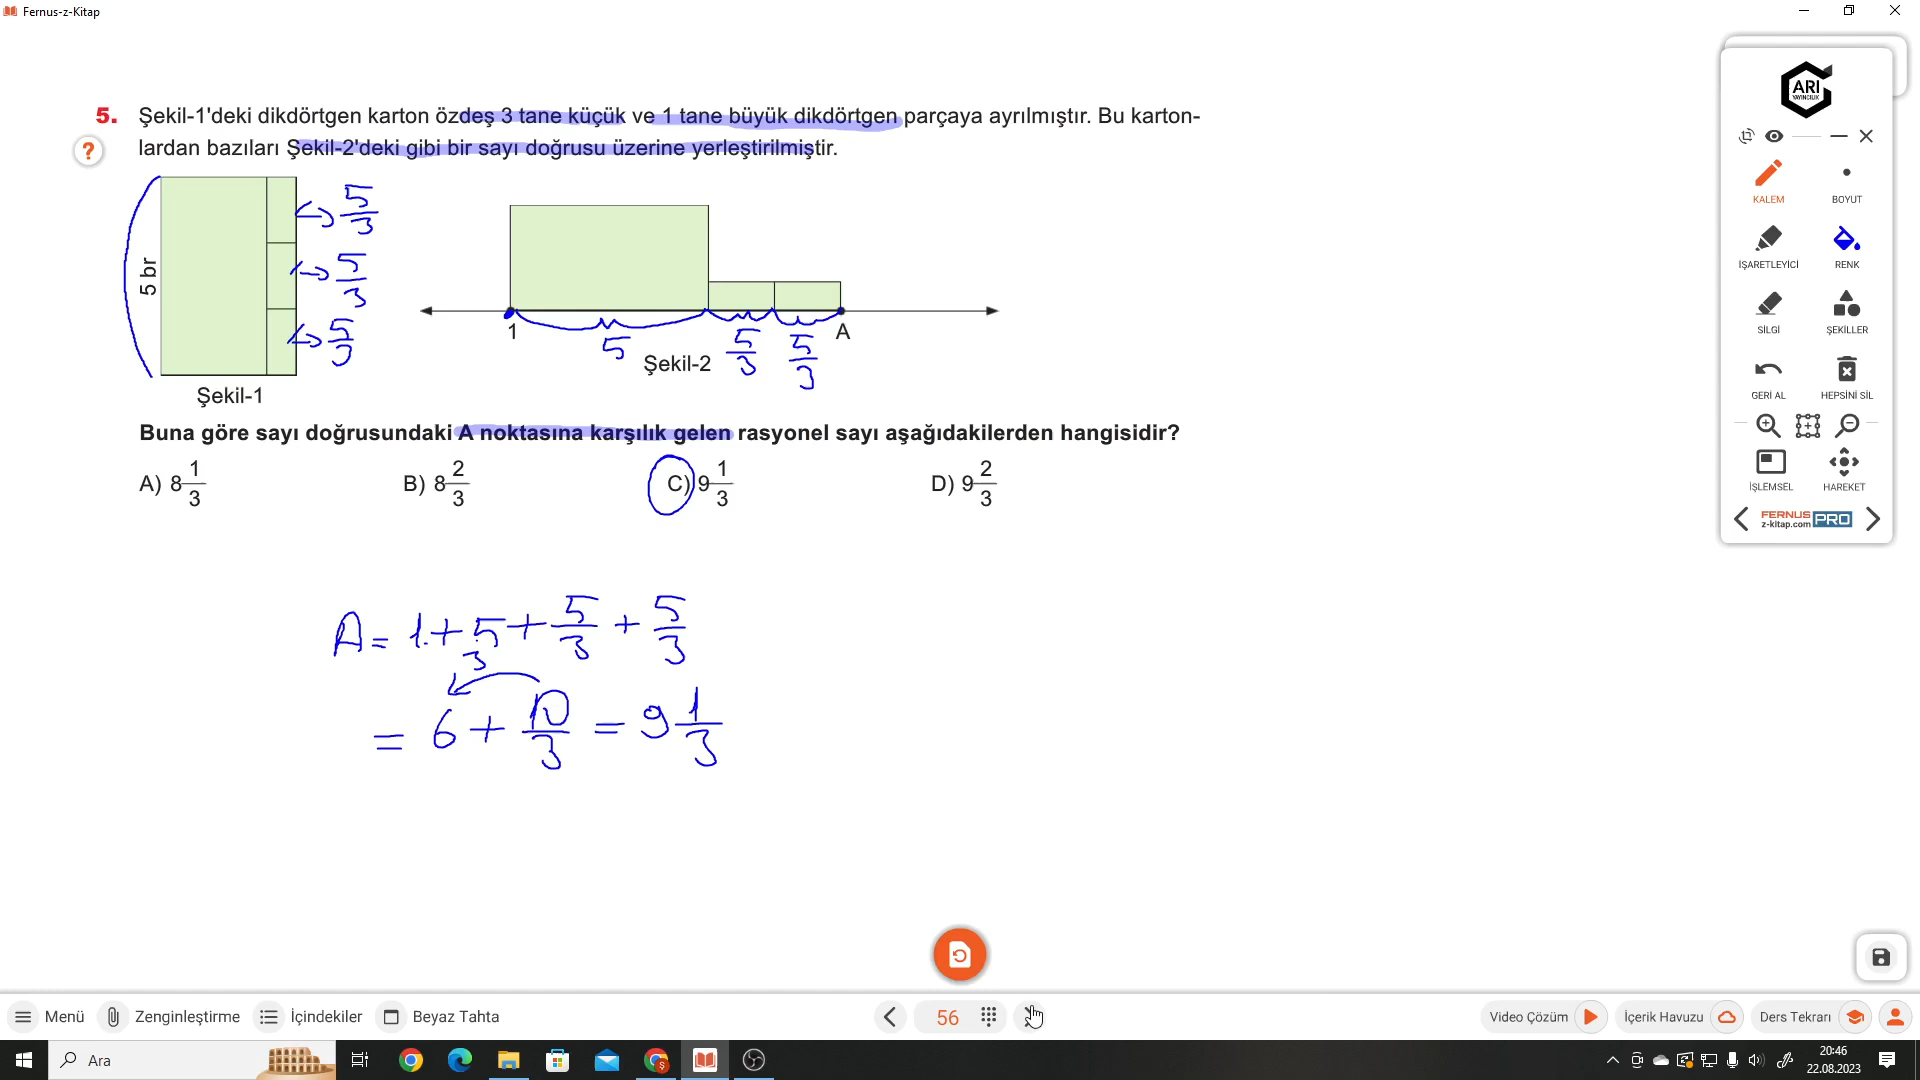 Fernus-z-Kitap
5. Şekil-1'deki dikdörtgen karton özdeş 3 tane küçük ve 1 tane büyük dikdörtgen parçaya ayrılmıştır. Bu karton-
? lardan bazıları Şekil-2'deki gibi bir sayı doğrusu üzerine yerleştirilmiştir.
5 br
5/3
5/3
5/3
Şekil-1
1
A
5
5/3
5/3
Şekil-2
Buna göre sayı doğrusundaki A noktasına karşılık gelen rasyonel sayı aşağıdakilerden hangisidir?
A) 8 1/3 B) 8 2/3 C) 9 1/3 D) 9 2/3
A = 1 + 5 + 5/3 + 5/3
3
= 6 + 10/3 = 9 1/3
ARI
YAYINCILIK
KALEM BOYUT
İŞARETLEYİCİ RENK
SİLGİ ŞEKİLLER
GERİ AL HEPSİNİ SİL
İŞLEMSEL HAREKET
FERNUS
z-kitap.com PRO
Menü Zenginleştirme İçindekiler Beyaz Tahta 56 Video Çözüm İçerik Havuzu Ders Tekrarı
Ara
20:46
22.08.2023